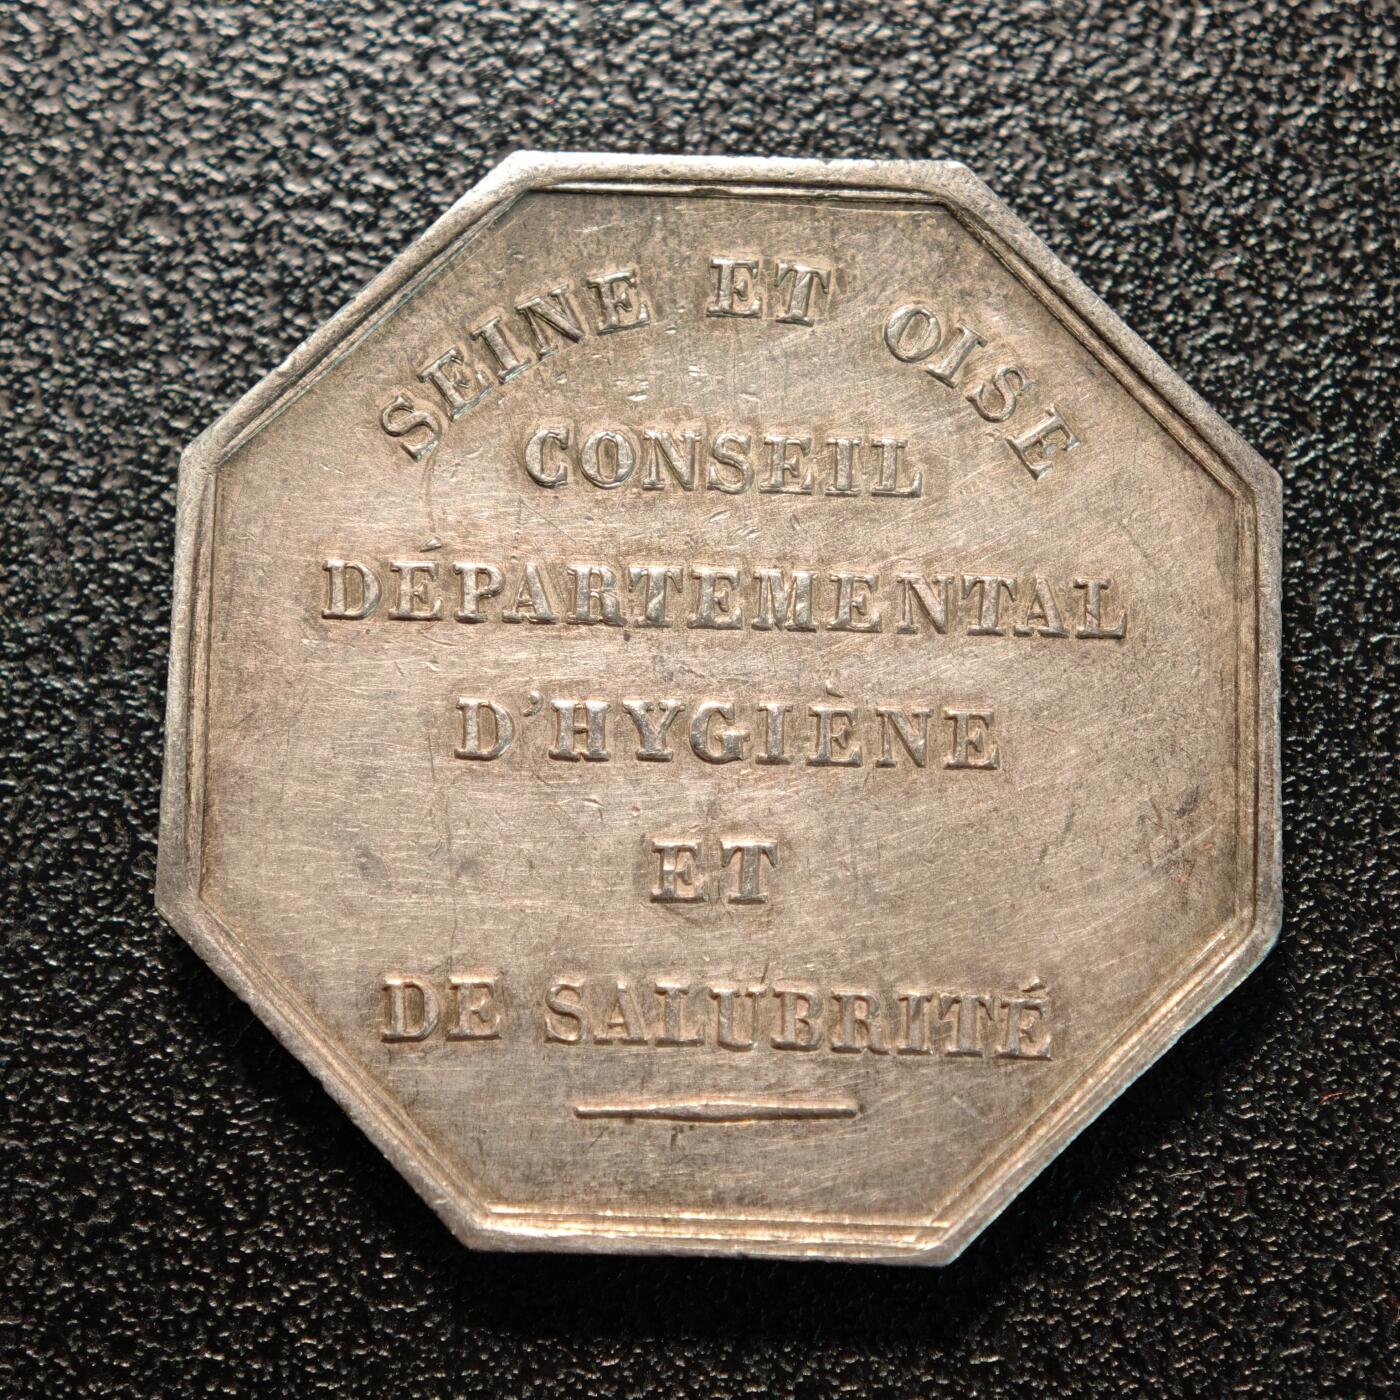 SEINE ET OISE
CONSEIL
DÉPARTEMENTAL
D'HYGIÈNE
ET
DE SALUBRITÉ